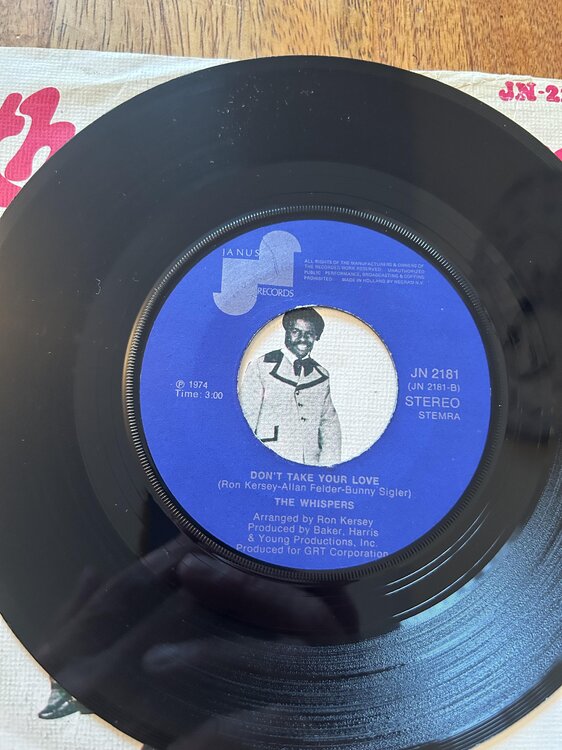 JN-2
JANUS
RECORDS
ALL RIGHTS OF THE MANUFACTURERS & OWNERS OF
THE RECORDED WORK RESERVED UNAUTHORIZED
PUBLIC PERFORMANCE, BROADCASTING & COPYING
PROHIBITED MADE IN HOLLAND BY NEGRAM N.V.
℗ 1974
Time: 3:00
JN 2181
(JN 2181-B)
STEREO
STEMRA
DON'T TAKE YOUR LOVE
(Ron Kersey-Allan Felder-Bunny Sigler)
THE WHISPERS
Arranged by Ron Kersey
Produced by Baker, Harris
& Young Productions, Inc.
Produced for GRT Corporation